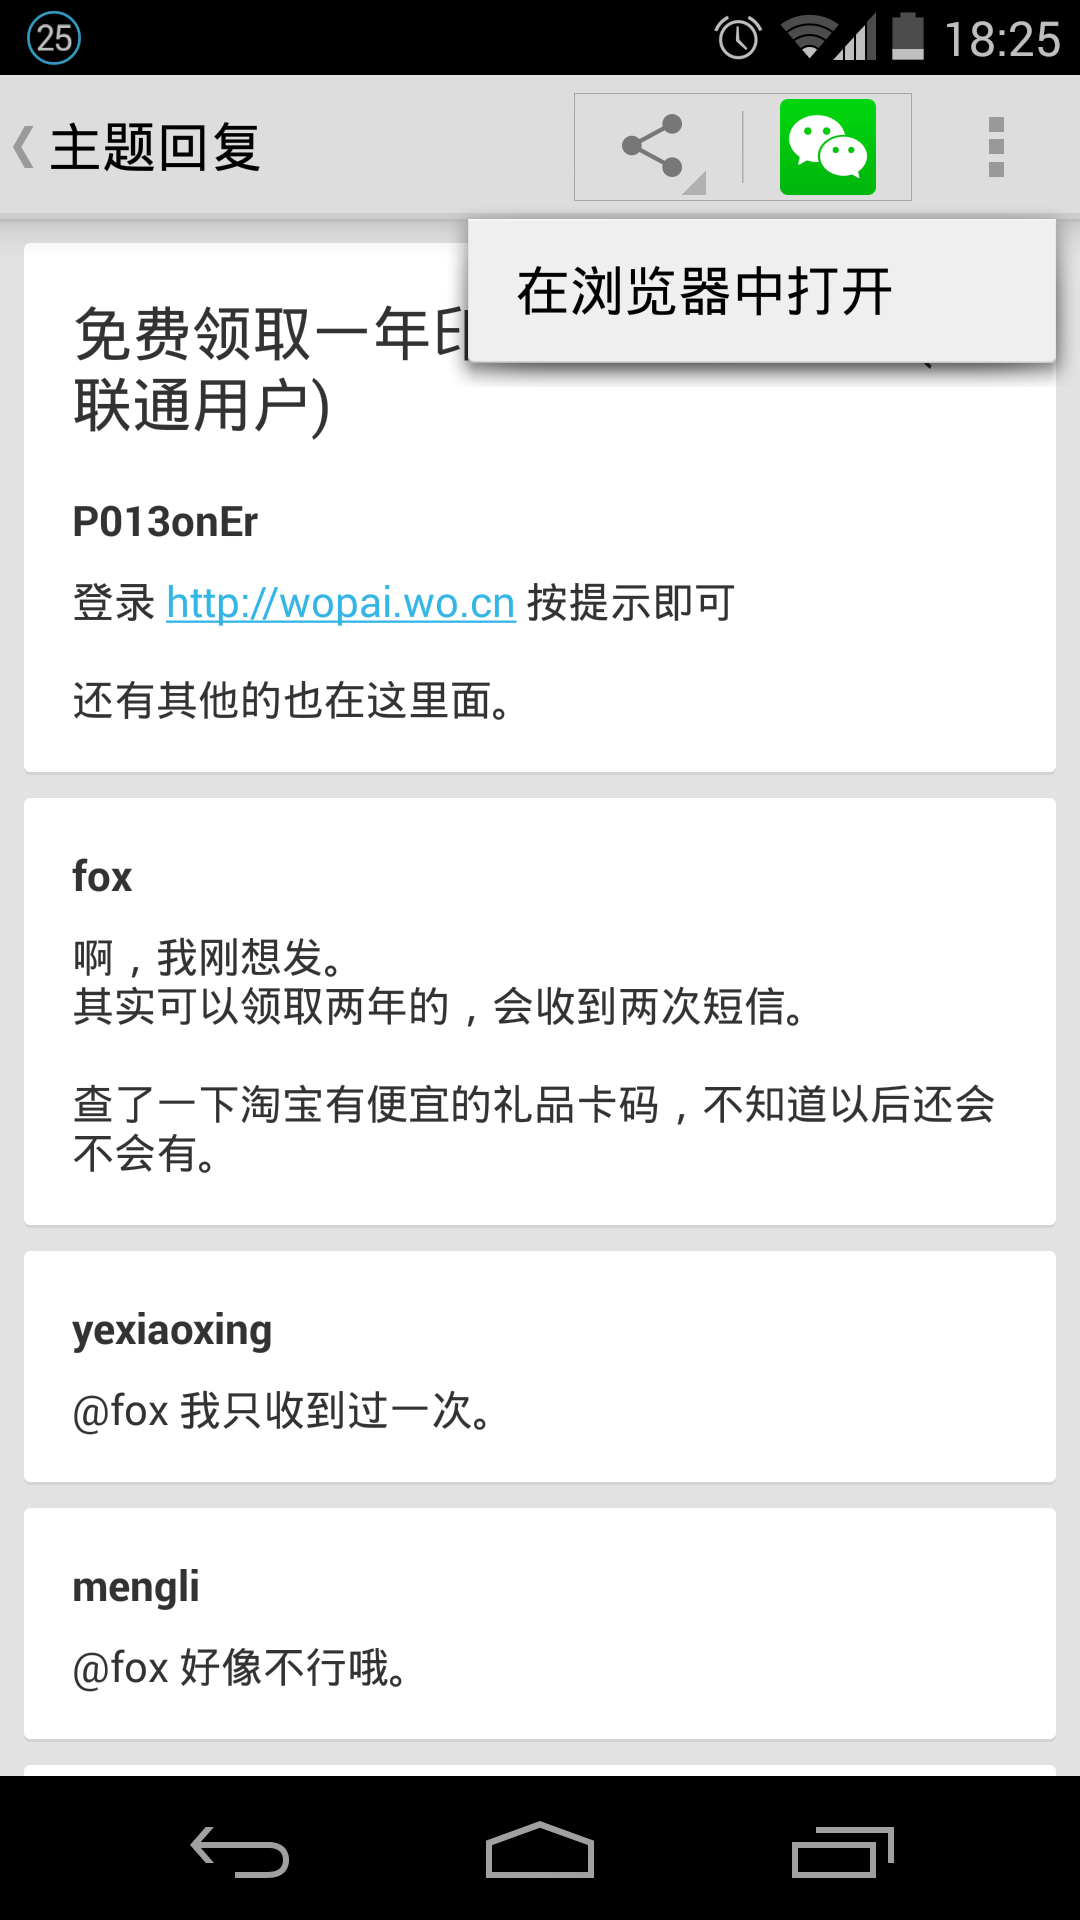 25
18:25
主题回复
在浏览器中打开
免费领取一年
联通用户)
P013onEr
登录 http://wopai.wo.cn 按提示即可
还有其他的也在这里面。
fox
啊，我刚想发。
其实可以领取两年的，会收到两次短信。
查了一下淘宝有便宜的礼品卡码，不知道以后还会
不会有。
yexiaoxing
@fox 我只收到过一次。
mengli
@fox 好像不行哦。